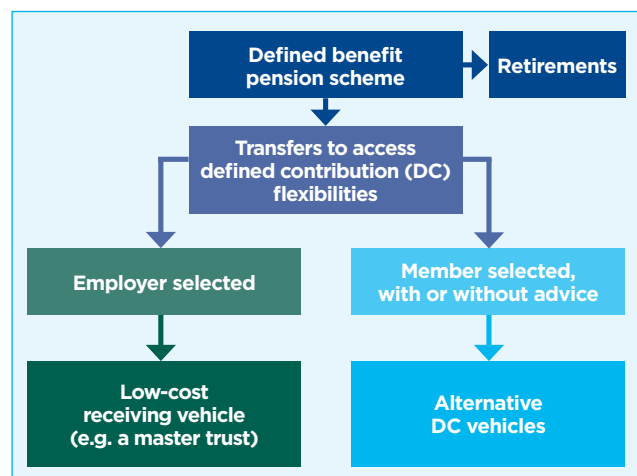 Defined benefit
pension scheme
Retirements
Transfers to access
defined contribution (DC)
flexibilities
Employer selected
Member selected,
with or without advice
Low-cost
receiving vehicle
(e.g. a master trust)
Alternative
DC vehicles